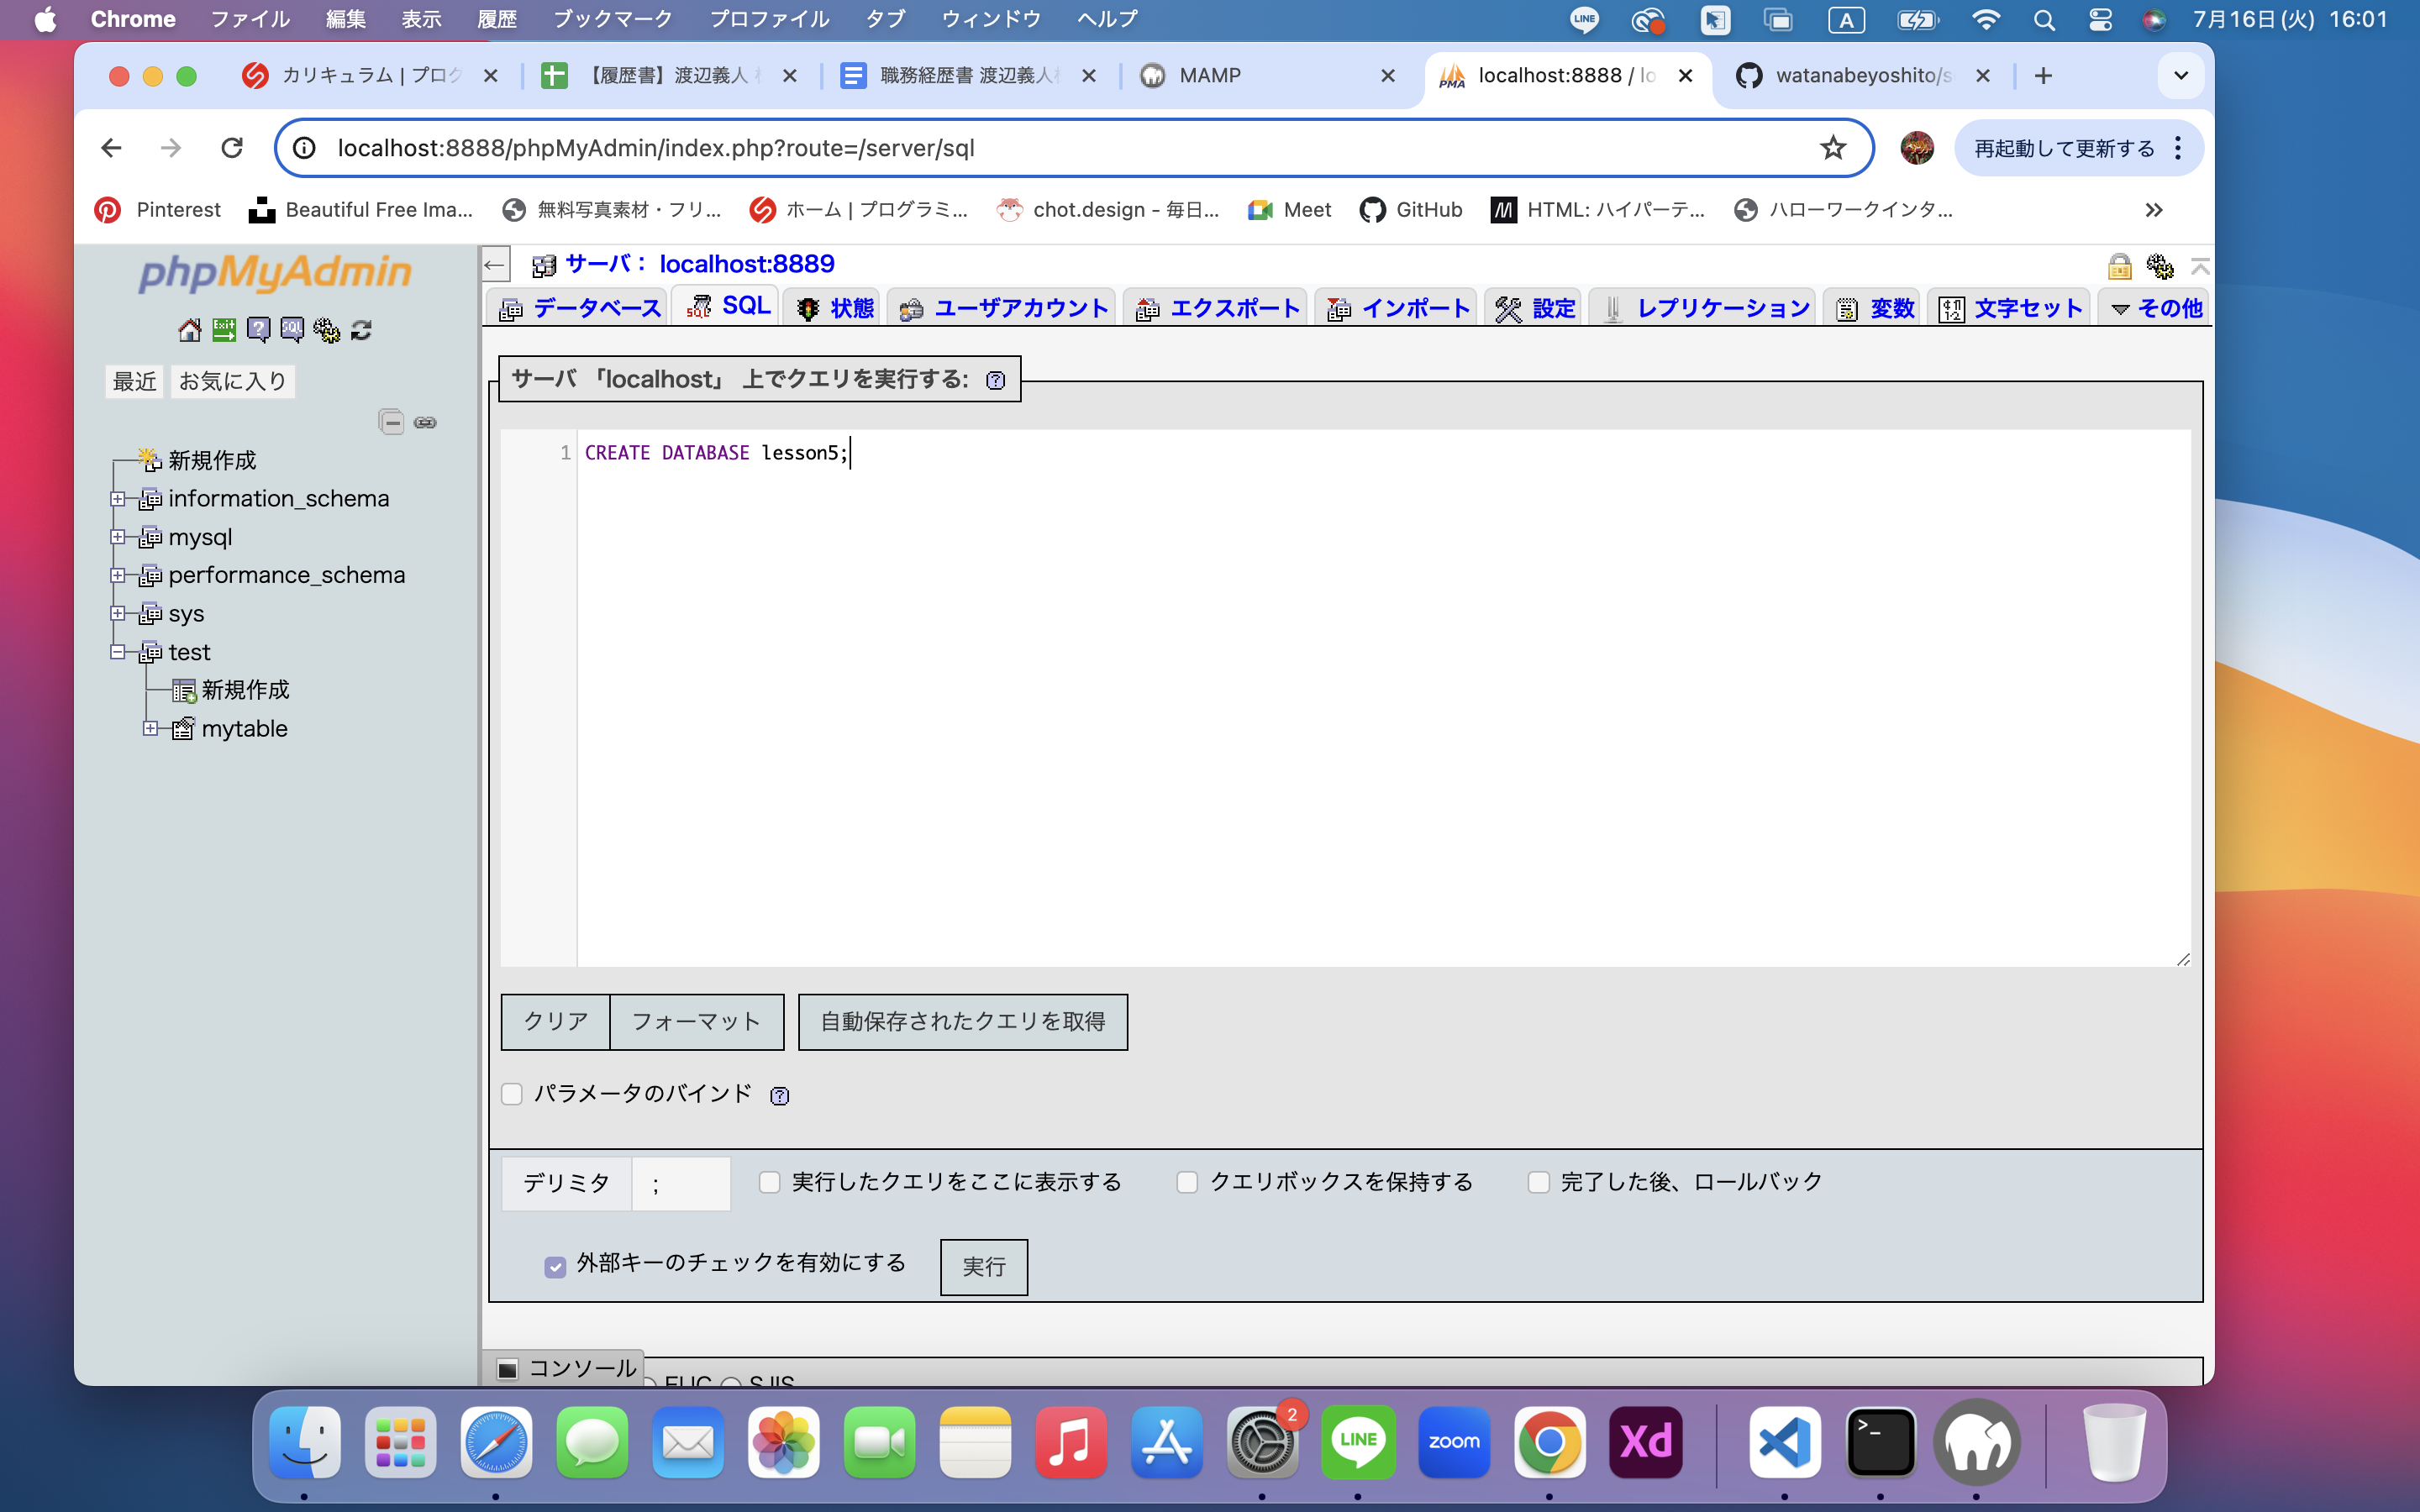 Chrome ファイル 編集 表示 履歴 ブックマーク プロファイル タブ ウィンドウ ヘルプ LINE A 7月16日(火) 16:01
カリキュラム | プログ 【履歴書】渡辺義人 職務経歴書 渡辺義人 MAMP PMA localhost:8888 / lo watanabeyoshito/s
localhost:8888/phpMyAdmin/index.php?route=/server/sql 再起動して更新する
Pinterest Beautiful Free Ima... 無料写真素材・フリ... ホーム | プログラミ... chot.design - 毎日... Meet GitHub HTML: ハイパーテ... ハローワークインタ...
phpMyAdmin
最近 お気に入り
新規作成
information_schema
mysql
performance_schema
sys
test
新規作成
mytable
サーバ： localhost:8889
データベース SQL 状態 ユーザアカウント エクスポート インポート 設定 レプリケーション 変数 文字セット その他
サーバ 「localhost」 上でクエリを実行する:
1 CREATE DATABASE lesson5;
クリア フォーマット 自動保存されたクエリを取得
パラメータのバインド
デリミタ ; 実行したクエリをここに表示する クエリボックスを保持する 完了した後、ロールバック
外部キーのチェックを有効にする 実行
コンソール EUC SJIS
2 LINE zoom Xd